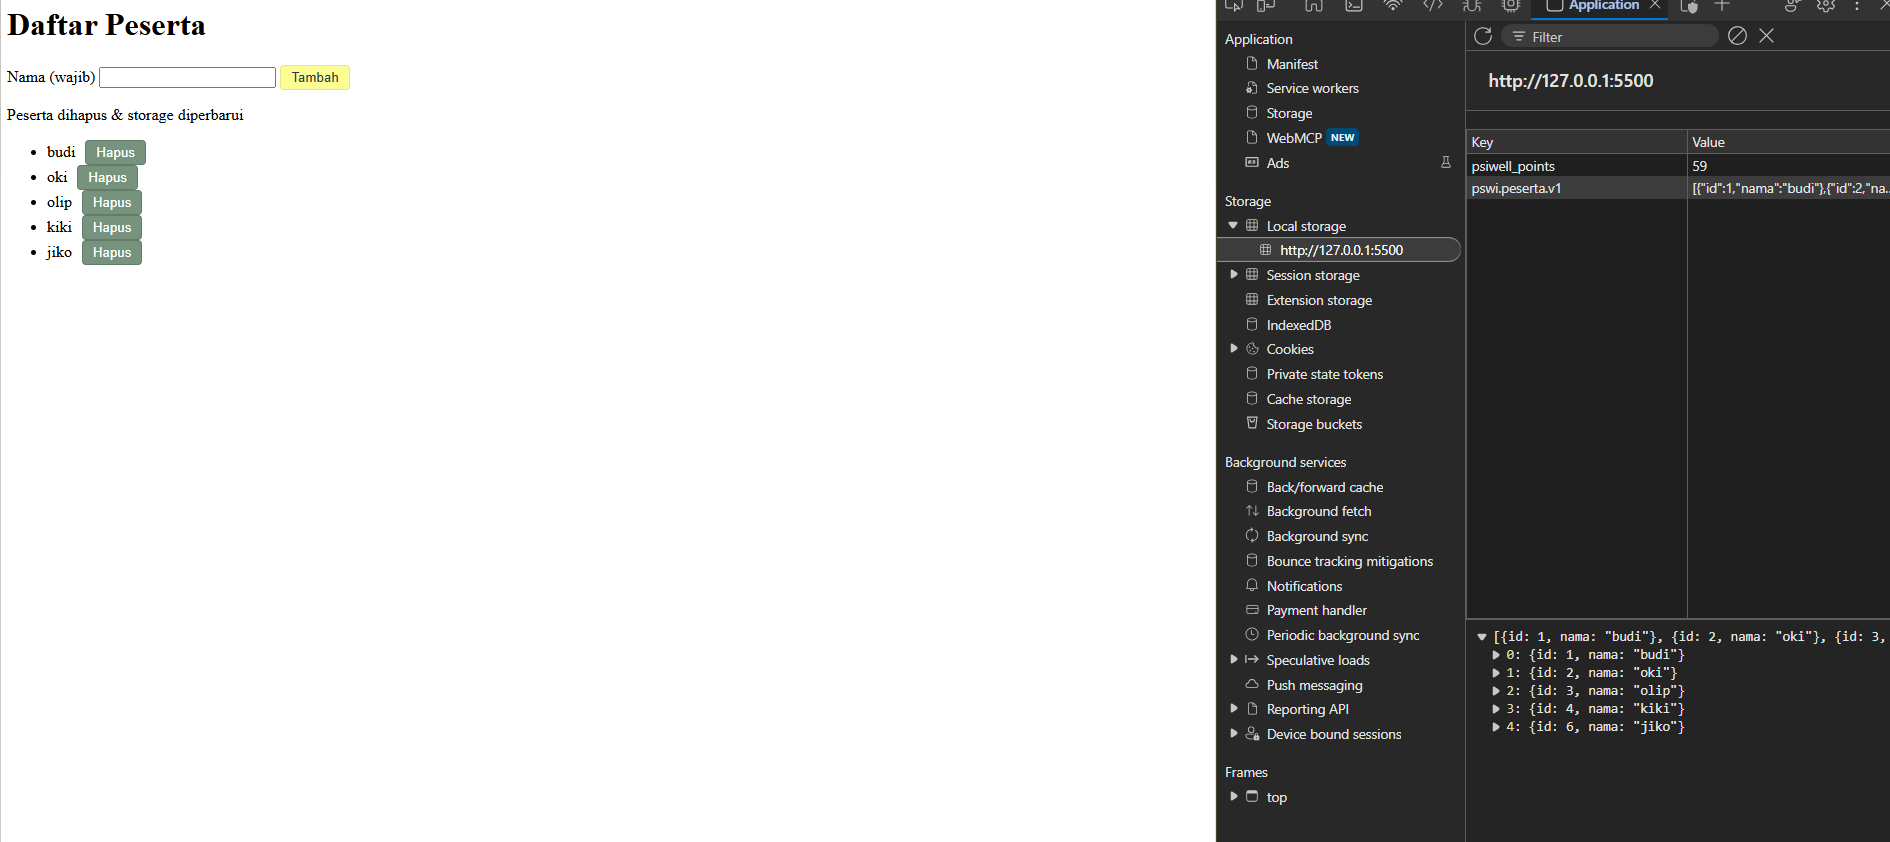 Daftar Peserta
Nama (wajib) Tambah
Peserta dihapus & storage diperbarui
budi Hapus
oki Hapus
olip Hapus
kiki Hapus
jiko Hapus
Application
Application
Manifest
Service workers
Storage
WebMCP NEW
Ads
Storage
Local storage
http://127.0.0.1:5500
Session storage
Extension storage
IndexedDB
Cookies
Private state tokens
Cache storage
Storage buckets
Background services
Back/forward cache
Background fetch
Background sync
Bounce tracking mitigations
Notifications
Payment handler
Periodic background sync
Speculative loads
Push messaging
Reporting API
Device bound sessions
Frames
top
Filter
http://127.0.0.1:5500
Key Value
psiwell_points 59
pswi.peserta.v1 [{"id":1,"nama":"budi"},{"id":2,"na...
[{id: 1, nama: "budi"}, {id: 2, nama: "oki"}, {id: 3,
0: {id: 1, nama: "budi"}
1: {id: 2, nama: "oki"}
2: {id: 3, nama: "olip"}
3: {id: 4, nama: "kiki"}
4: {id: 6, nama: "jiko"}